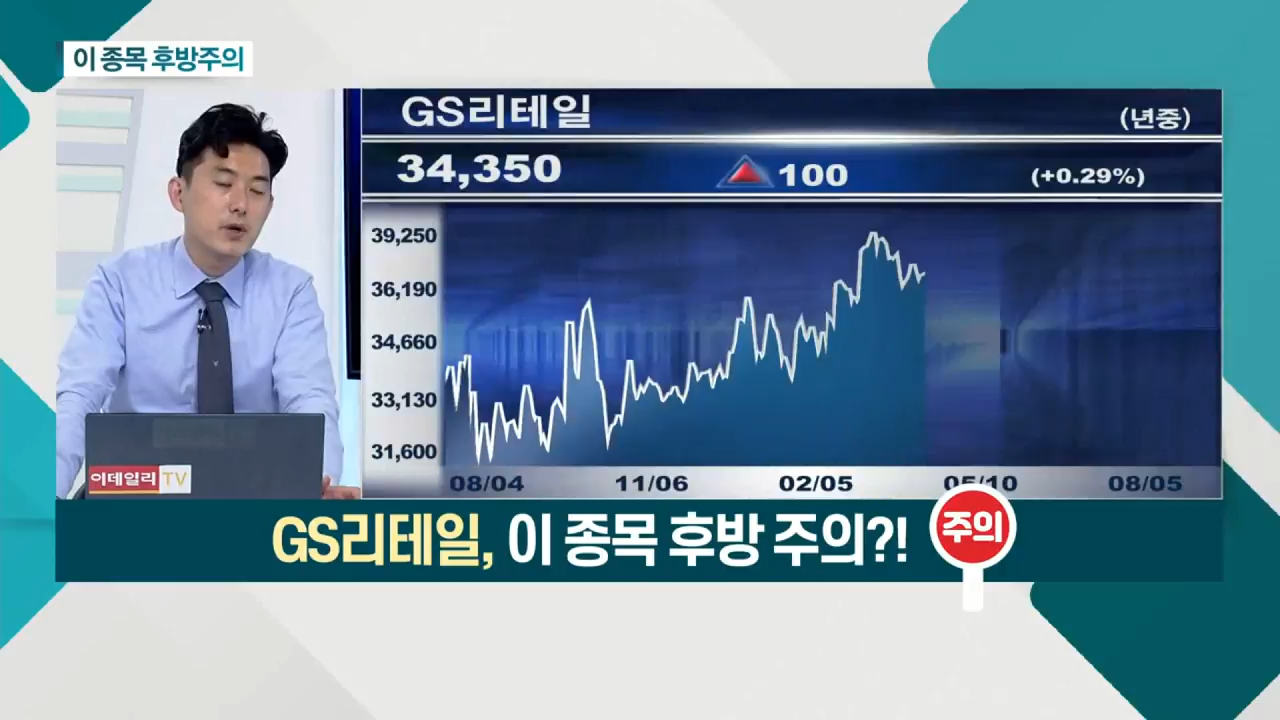 이 종목 후방주의
GS리테일
(년중)
34,350
100
(+0.29%)
39,250
36,190
34,660
33,130
31,600
08/04
11/06
02/05
05/10
08/05
이데일리TV
GS리테일, 이 종목 후방 주의?!
주의